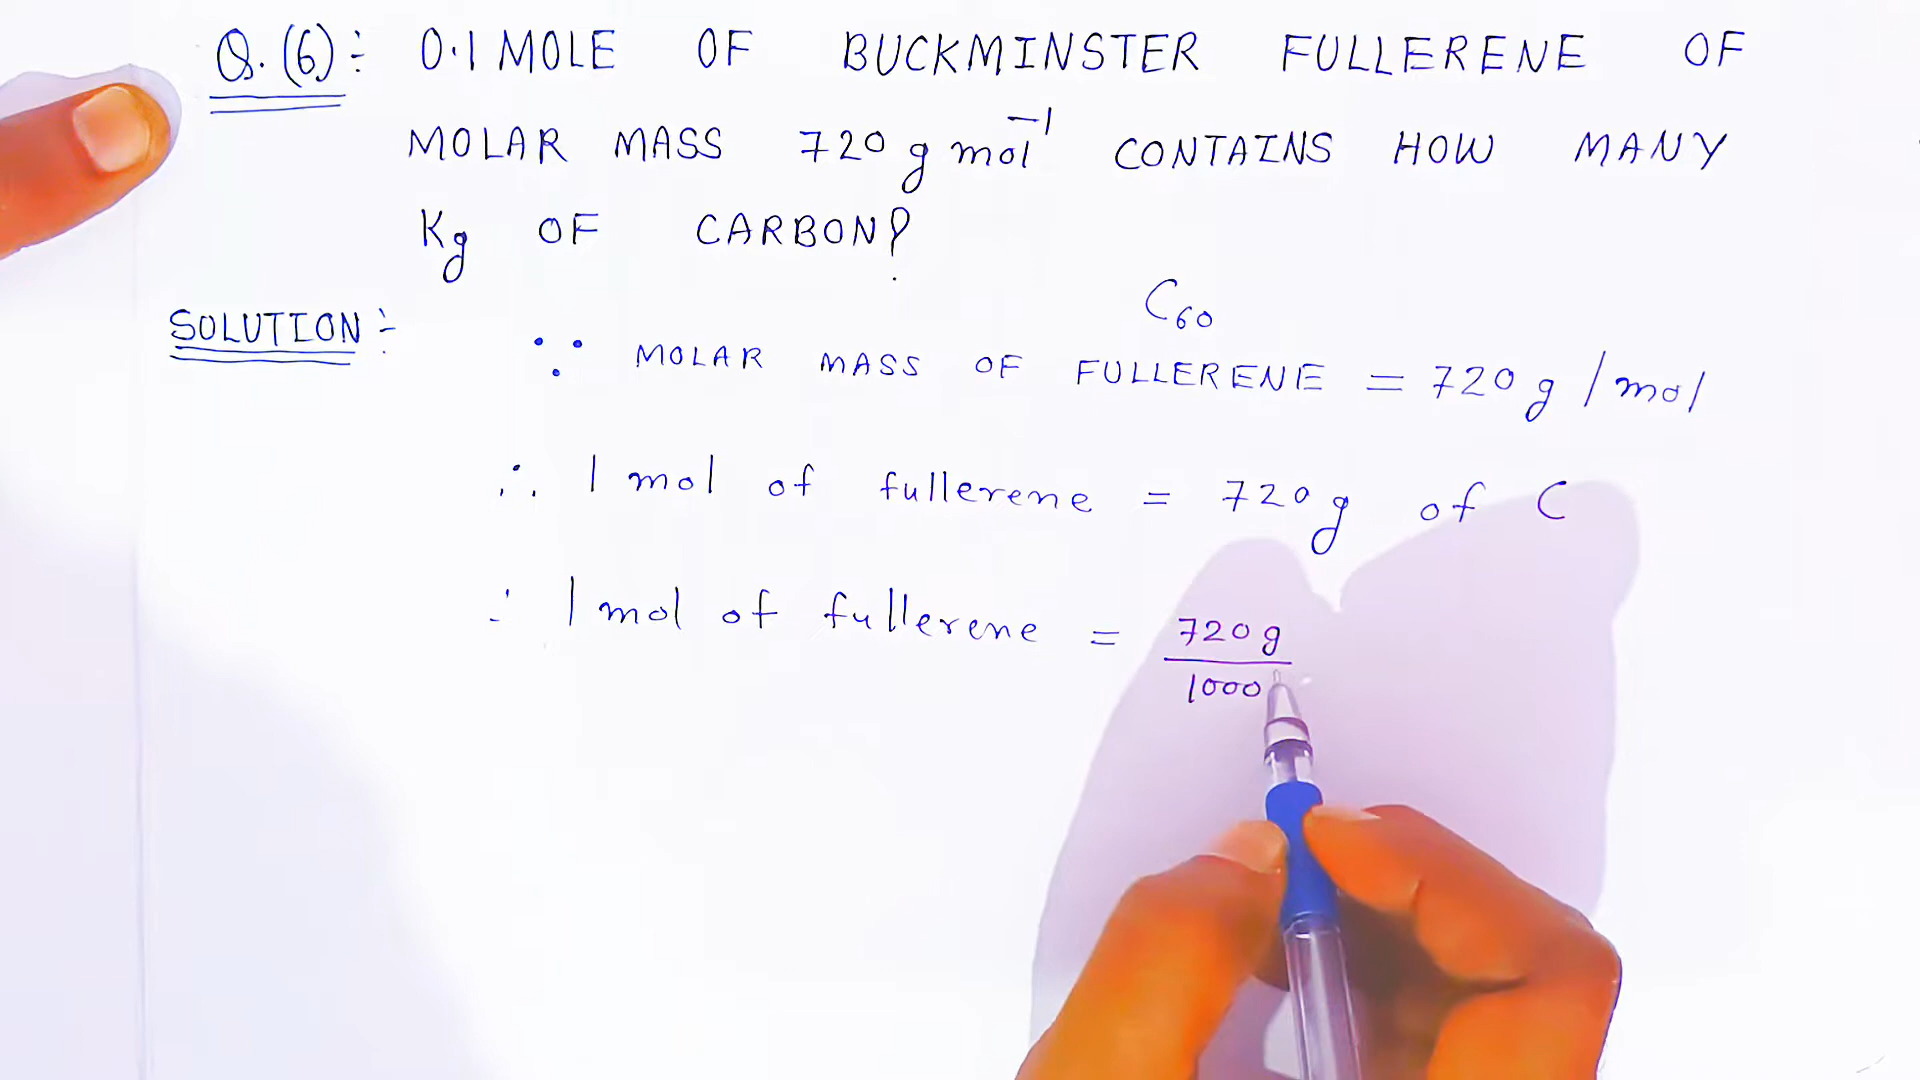 Q.(6):- 0.1 MOLE OF BUCKMINSTER FULLERENE OF
MOLAR MASS 720 g mol⁻¹ CONTAINS HOW MANY
Kg OF CARBON?
SOLUTION:-
C₆₀
∵ MOLAR MASS OF FULLERENE = 720 g / mol
∴ 1 mol of fullerene = 720 g of C
∴ 1 mol of fullerene = 720 g
1000